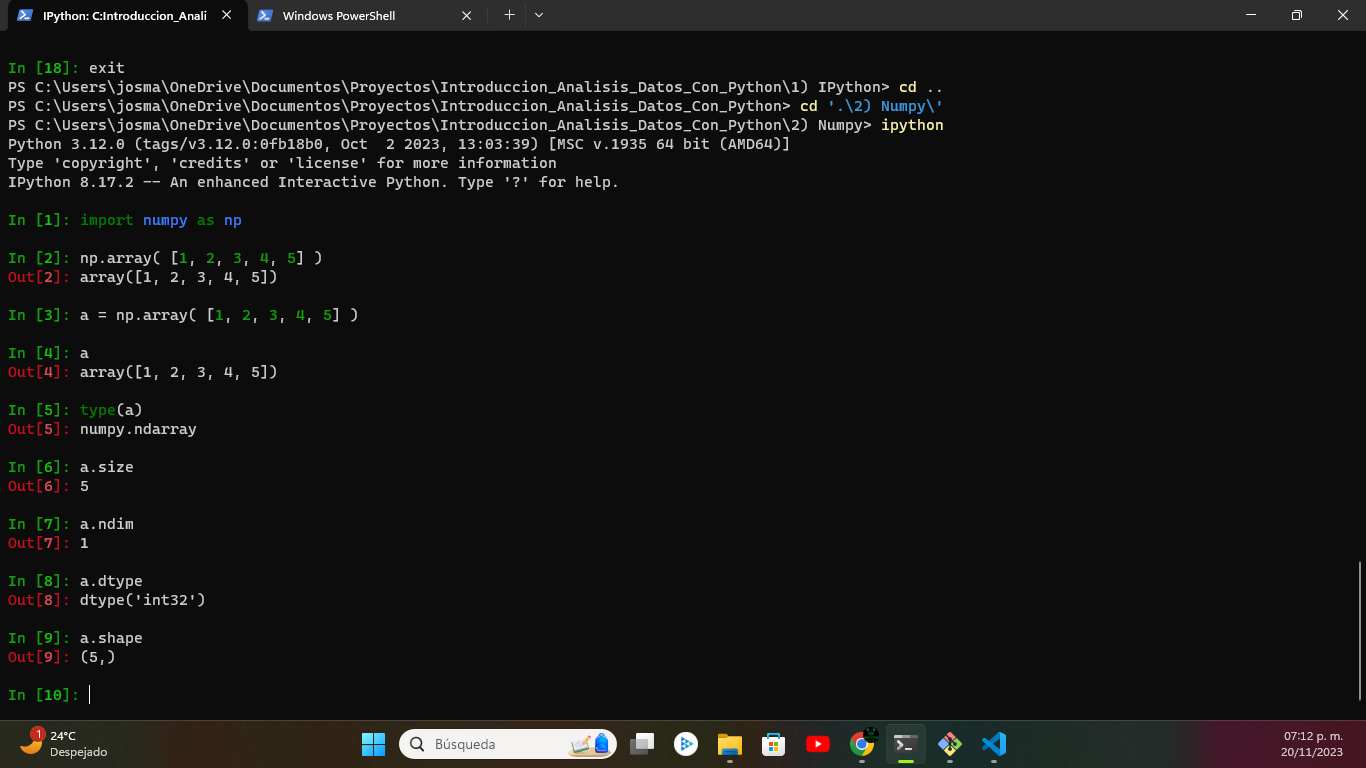 IPython: C:Introduccion_Anali
Windows PowerShell
In [18]: exit
PS C:\Users\josma\OneDrive\Documentos\Proyectos\Introduccion_Analisis_Datos_Con_Python\1) IPython> cd ..
PS C:\Users\josma\OneDrive\Documentos\Proyectos\Introduccion_Analisis_Datos_Con_Python> cd '.\2) Numpy\'
PS C:\Users\josma\OneDrive\Documentos\Proyectos\Introduccion_Analisis_Datos_Con_Python\2) Numpy> ipython
Python 3.12.0 (tags/v3.12.0:0fb18b0, Oct  2 2023, 13:03:39) [MSC v.1935 64 bit (AMD64)]
Type 'copyright', 'credits' or 'license' for more information
IPython 8.17.2 -- An enhanced Interactive Python. Type '?' for help.
In [1]: import numpy as np
In [2]: np.array( [1, 2, 3, 4, 5] )
Out[2]: array([1, 2, 3, 4, 5])
In [3]: a = np.array( [1, 2, 3, 4, 5] )
In [4]: a
Out[4]: array([1, 2, 3, 4, 5])
In [5]: type(a)
Out[5]: numpy.ndarray
In [6]: a.size
Out[6]: 5
In [7]: a.ndim
Out[7]: 1
In [8]: a.dtype
Out[8]: dtype('int32')
In [9]: a.shape
Out[9]: (5,)
In [10]:
1
24°C
Despejado
Búsqueda
07:12 p. m.
20/11/2023